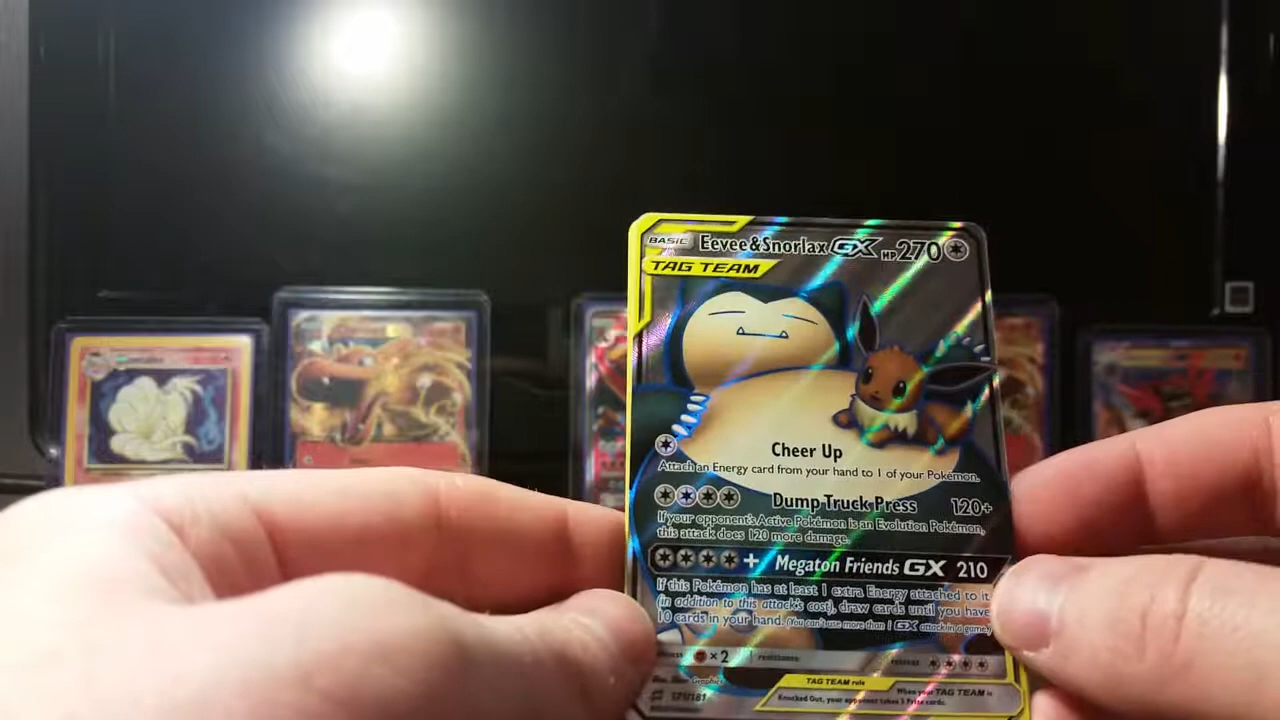 BASIC Eevee&Snorlax GX HP 270
TAG TEAM
Cheer Up
Attach an Energy card from your hand to 1 of your Pokémon.
Dump Truck Press 120+
If your opponent's Active Pokémon is an Evolution Pokémon,
this attack does 120 more damage.
+ Megaton Friends GX 210
If this Pokémon has at least 1 extra Energy attached to it
(in addition to this attack's cost), draw cards until you have
10 cards in your hand. (You can't use more than 1 GX attack in a game.)
×2 resistance retreat
TAG TEAM rule
When your TAG TEAM is
Knocked Out, your opponent takes 3 Prize cards.